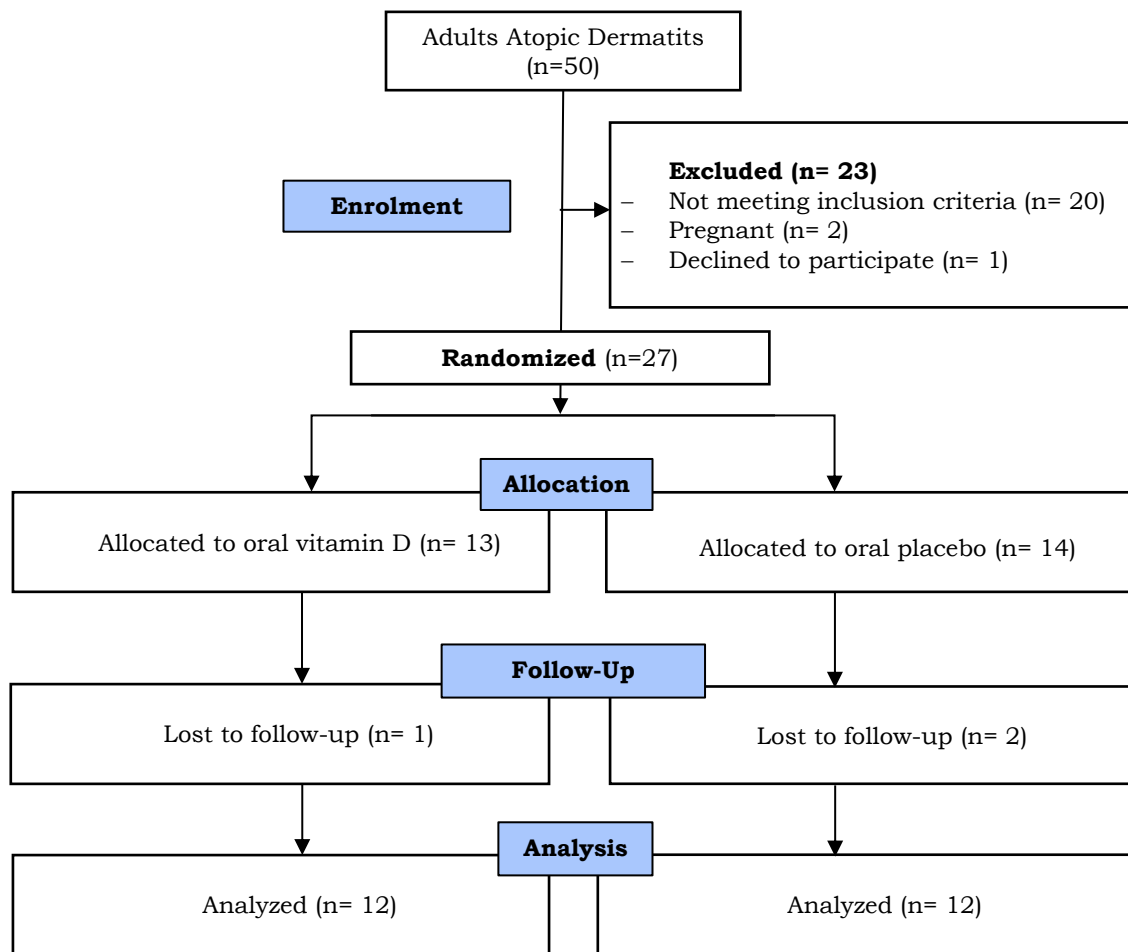 Adults Atopic Dermatits
(n=50)
Excluded (n= 23)
– Not meeting inclusion criteria (n= 20)
– Pregnant (n= 2)
– Declined to participate (n= 1)
Enrolment
Randomized (n=27)
Allocation
Allocated to oral vitamin D (n= 13)
Allocated to oral placebo (n= 14)
Follow-Up
Lost to follow-up (n= 1)
Lost to follow-up (n= 2)
Analysis
Analyzed (n= 12)
Analyzed (n= 12)